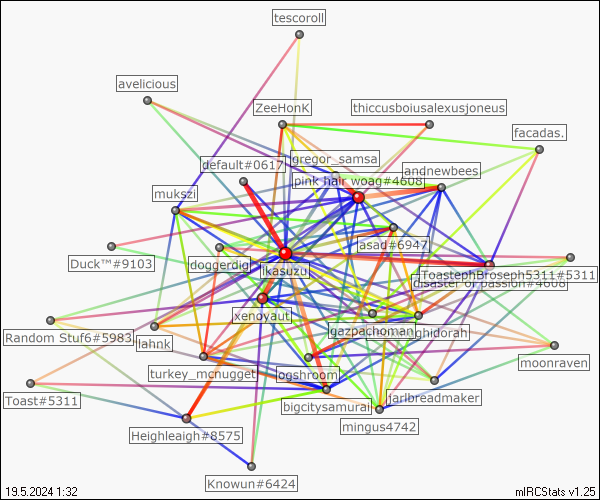 tescoroll
avelicious
ZeeHonK
thiccusboiusalexusjoneus
facadas.
gregor_samsa
default#0617
andnewbees
pink hair woag#4608
mukszi
asad#6947
Duck™#9103
doggerdig
ikasuzu
ToastephBroseph5311#5311
disaster of passion#4608
xenoyaut
gazpachoman
ghidorah
Random Stuf6#5983
lahnk
moonraven
turkey_mcnugget
ogshroom
jarlbreadmaker
Toast#5311
bigcitysamurai
mingus4742
Heighleaigh#8575
Knowun#6424
19.5.2024 1:32
mIRCStats v1.25